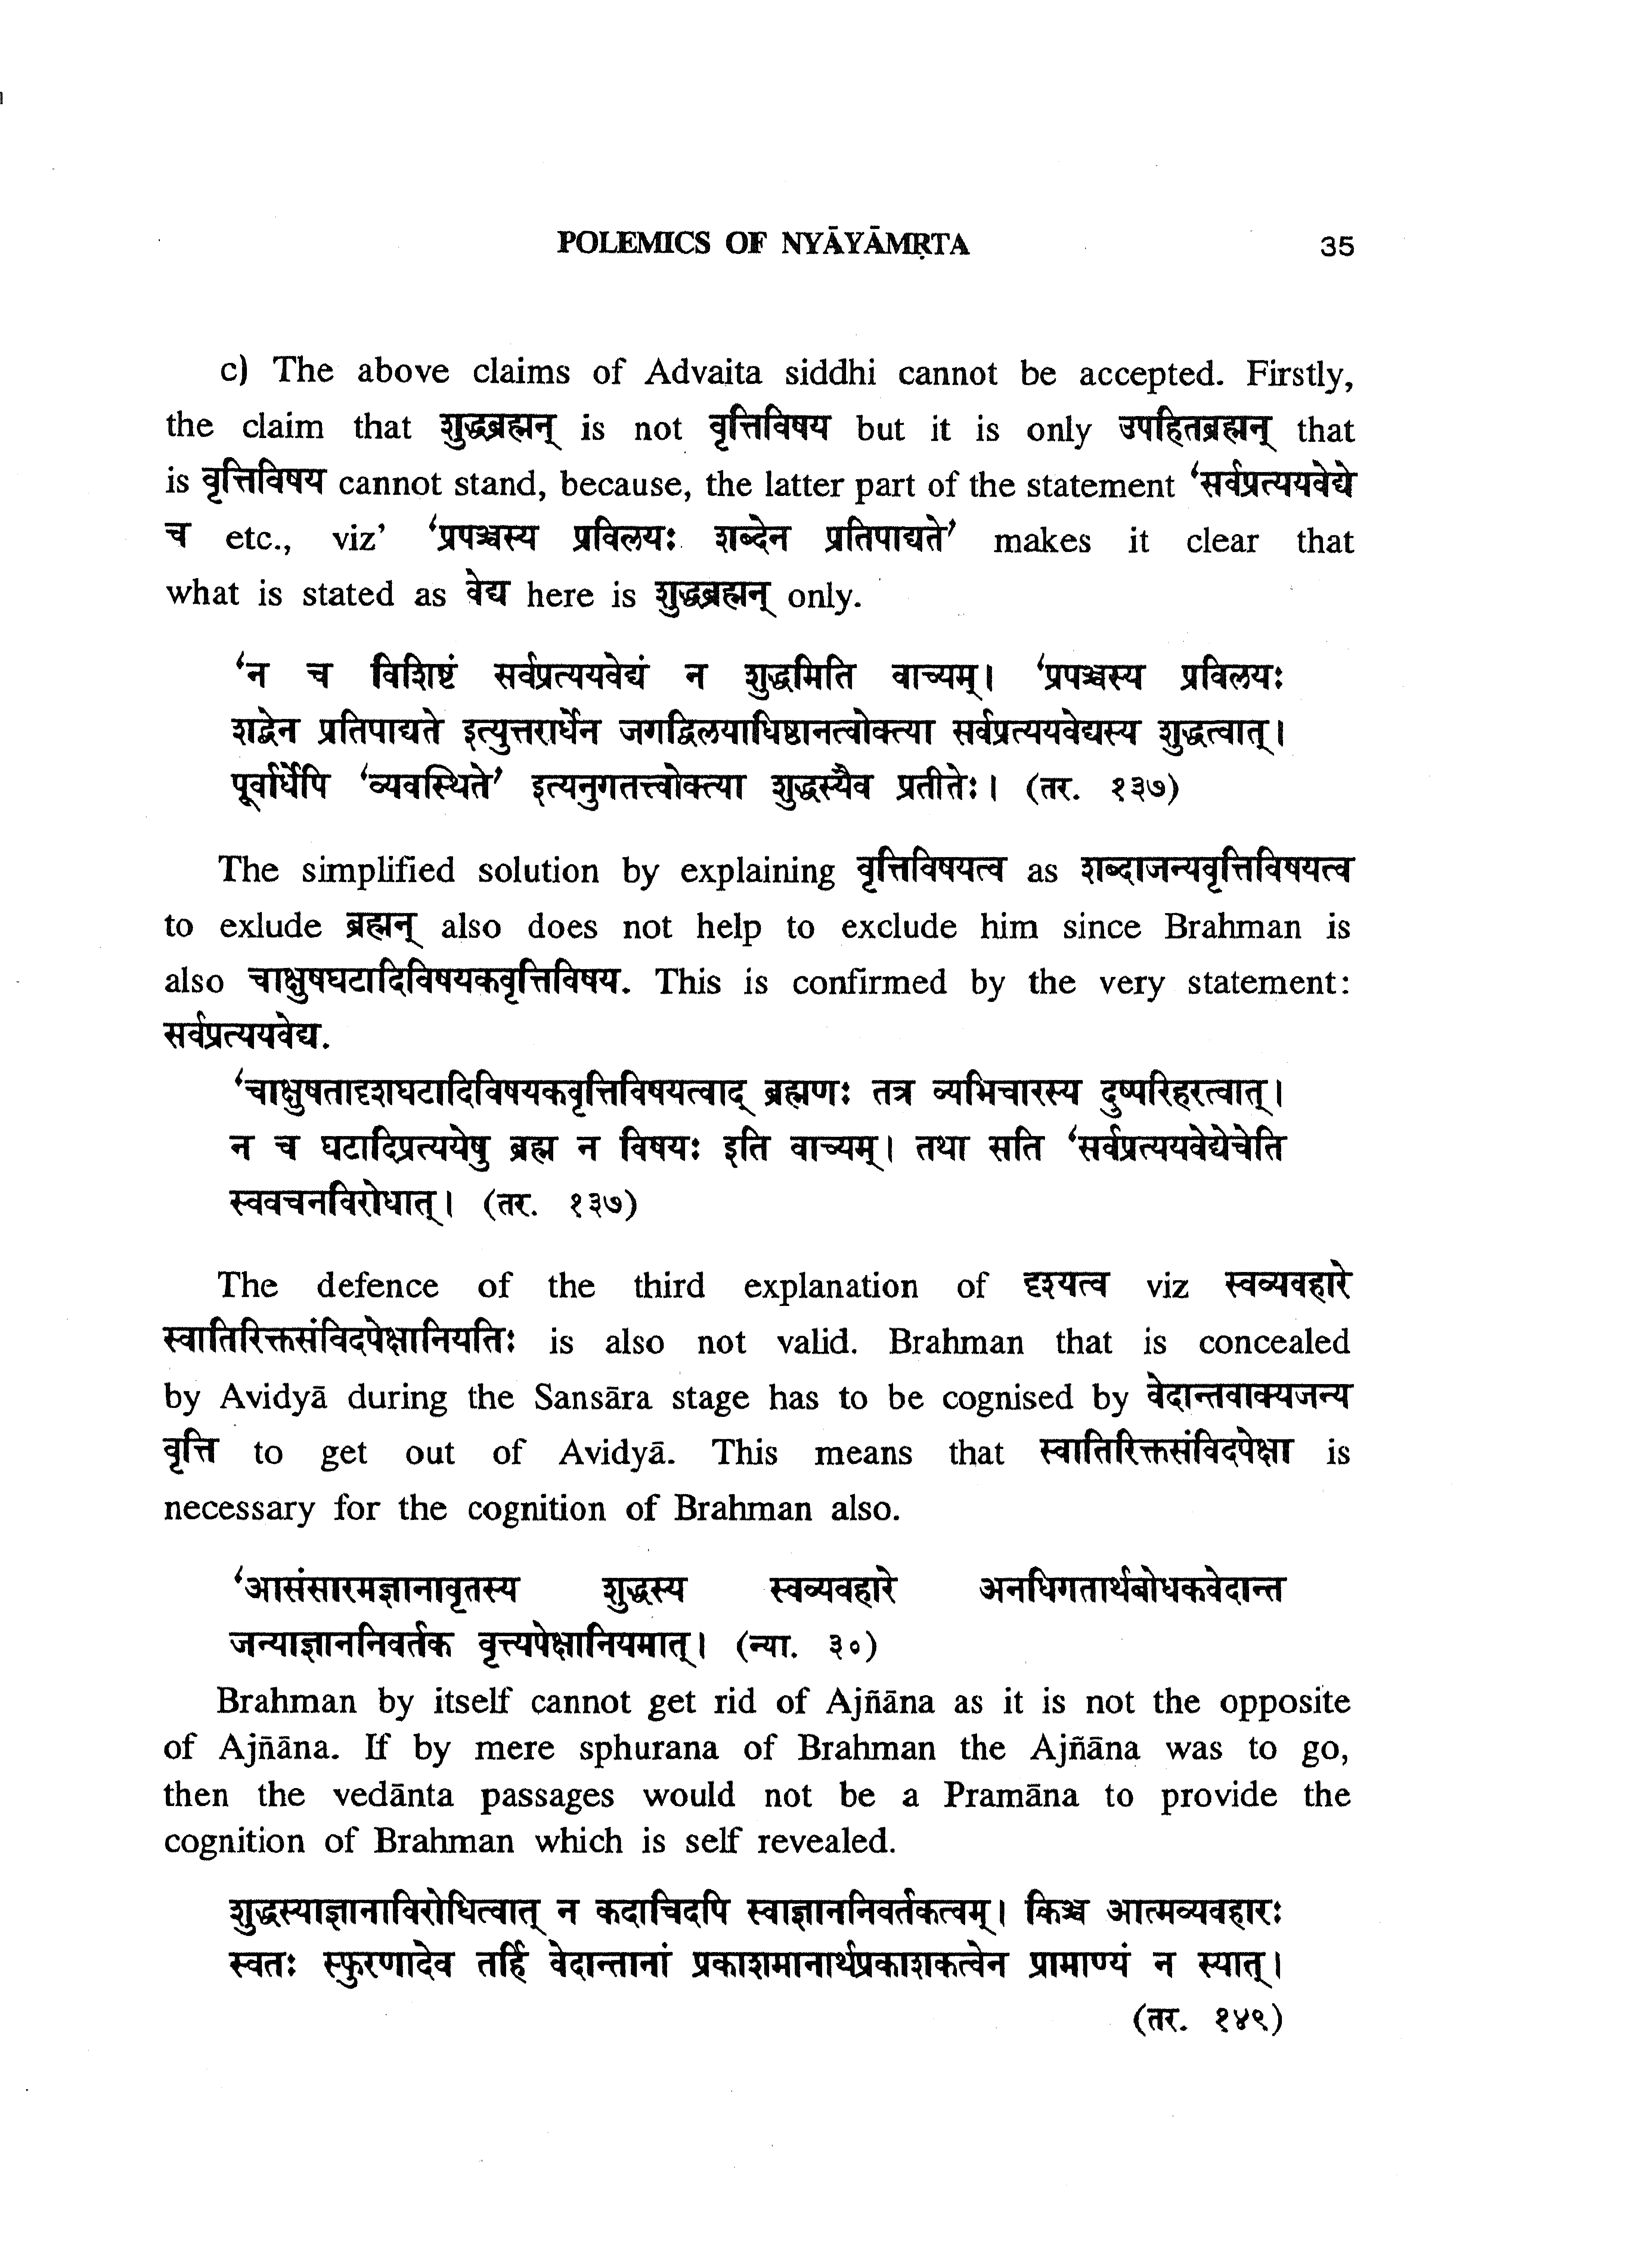 POLEMICS OF NYĀYĀMṚTA 35
c) The above claims of Advaita siddhi cannot be accepted. Firstly,
the claim that शुद्धब्रह्मन् is not वृत्तिविषय but it is only उपहितब्रह्मन् that
is वृत्तिविषय cannot stand, because, the latter part of the statement ‘सर्वप्रत्ययवेद्ये
च etc., viz’ ‘प्रपञ्चस्य प्रविलयः शब्देन प्रतिपाद्यते’ makes it clear that
what is stated as वेद्य here is शुद्धब्रह्मन् only.
‘न च विशिष्टं सर्वप्रत्ययवेद्यं न शुद्धमिति वाच्यम्। ‘प्रपञ्चस्य प्रविलयः
शद्वेन प्रतिपाद्यते इत्युत्तरार्धेन जगद्विलयाधिष्ठानत्वोक्त्या सर्वप्रत्ययवेद्यस्य शुद्धत्वात्।
पूर्वार्धेपि ‘व्यवस्थिते’ इत्यनुगतत्त्वोक्त्या शुद्धस्यैव प्रतीतेः। (तर. १३७)
The simplified solution by explaining वृत्तिविषयत्व as शब्दाजन्यवृत्तिविषयत्व
to exlude ब्रह्मन् also does not help to exclude him since Brahman is
also चाक्षुषघटादिविषयकवृत्तिविषय. This is confirmed by the very statement:
सर्वप्रत्ययवेद्य.
‘चाक्षुषतादृशघटादिविषयकवृत्तिविषयत्वाद् ब्रह्मणः तत्र व्यभिचारस्य दुष्परिहरत्वात्।
न च घटादिप्रत्ययेषु ब्रह्म न विषयः इति वाच्यम्। तथा सति ‘सर्वप्रत्ययवेद्येचेति
स्ववचनविरोधात्। (तर. १३७)
The defence of the third explanation of दृश्यत्व viz स्वव्यवहारे
स्वातिरिक्तसंविदपेक्षानियतिः is also not valid. Brahman that is concealed
by Avidyā during the Sansāra stage has to be cognised by वेदान्तवाक्यजन्य
वृत्ति to get out of Avidyā. This means that स्वातिरिक्तसंविदपेक्षा is
necessary for the cognition of Brahman also.
‘आसंसारमज्ञानावृतस्य शुद्धस्य स्वव्यवहारे अनधिगतार्थबोधकवेदान्त
जन्याज्ञाननिवर्तक वृत्त्यपेक्षानियमात्। (न्या. ३०)
Brahman by itself cannot get rid of Ajñāna as it is not the opposite
of Ajñāna. If by mere sphurana of Brahman the Ajñāna was to go,
then the vedānta passages would not be a Pramāna to provide the
cognition of Brahman which is self revealed.
शुद्धस्याज्ञानाविरोधित्वात् न कदाचिदपि स्वाज्ञाननिवर्तकत्वम्। किञ्च आत्मव्यवहारः
स्वतः स्फुरणादेव तर्हि वेदान्तानां प्रकाशमानार्थप्रकाशकत्वेन प्रामाण्यं न स्यात्।
(तर. १४९)